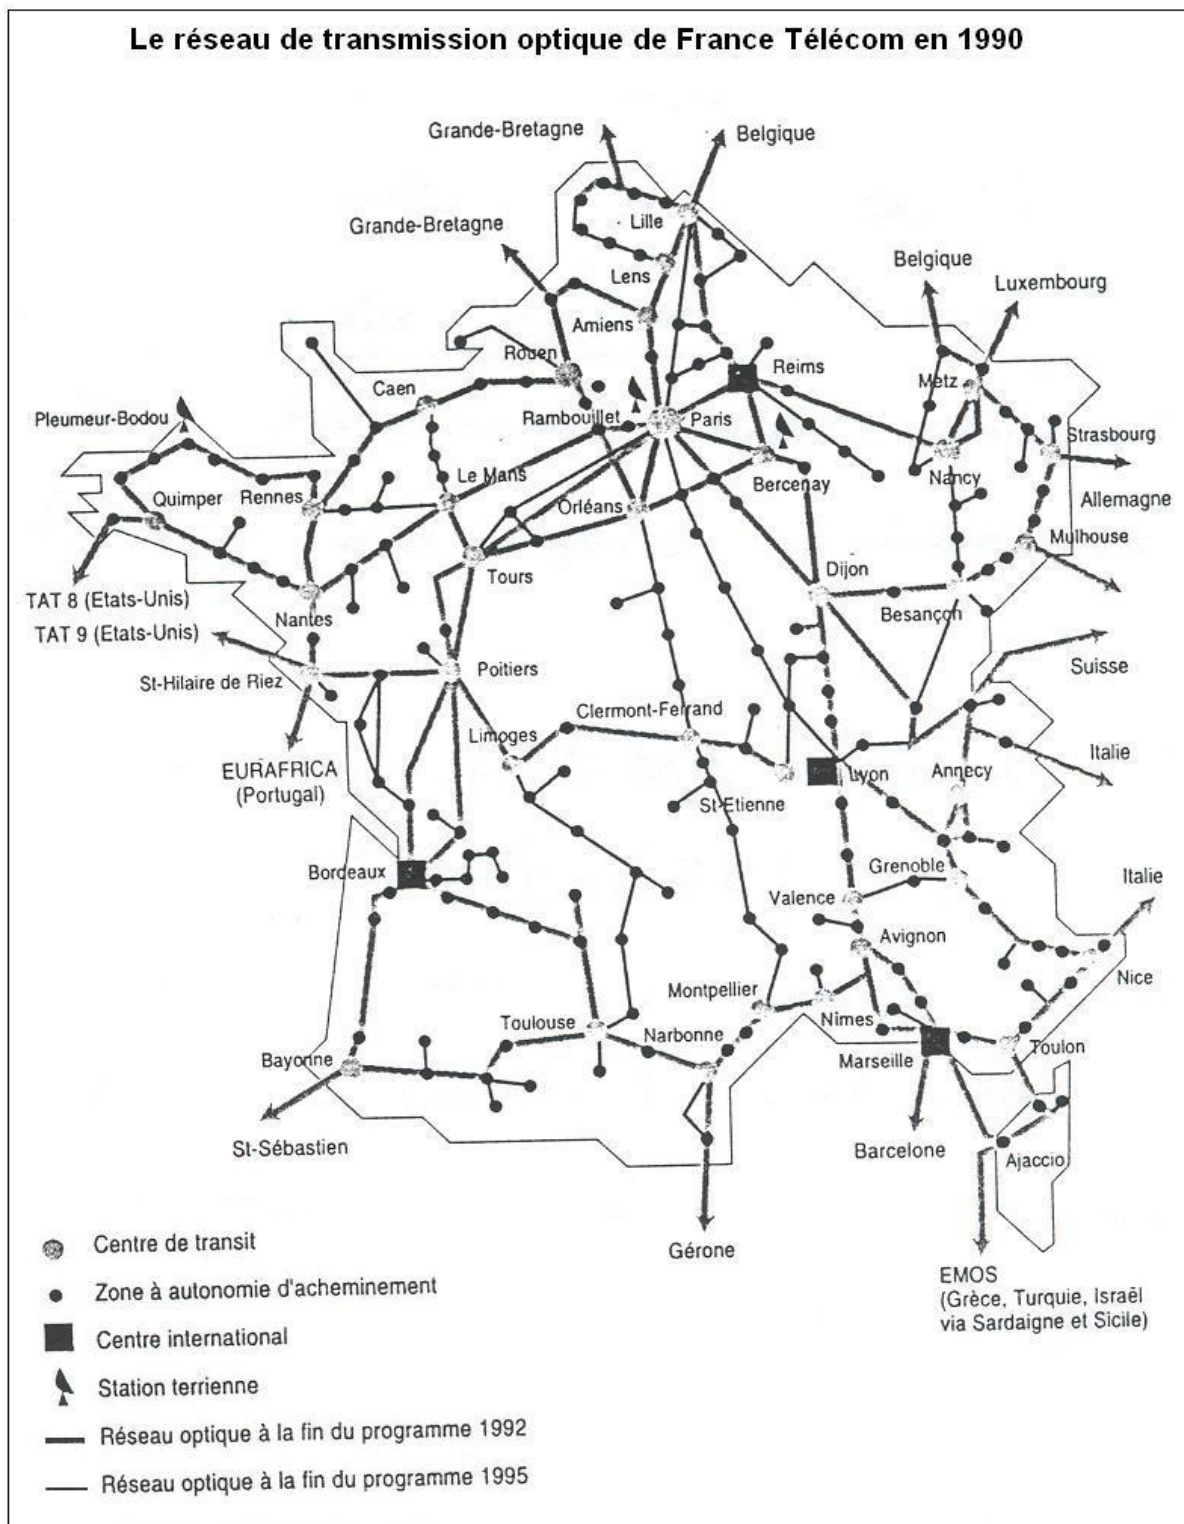 Le réseau de transmission optique de France Télécom en 1990
Grande-Bretagne
Belgique
Grande-Bretagne
Lille
Lens
Belgique
Luxembourg
Amiens
Rouen
Reims
Metz
Caen
Pleumeur-Bodou
Rambouillet
Paris
Strasbourg
Nancy
Le Mans
Quimper
Rennes
Orléans
Bercenay
Allemagne
Mulhouse
Tours
Dijon
TAT 8 (Etats-Unis)
Nantes
Besançon
TAT 9 (Etats-Unis)
St-Hilaire de Riez
Poitiers
Suisse
Clermont-Ferrand
Limoges
EURAFRICA
(Portugal)
Lyon
Annecy
Italie
St-Etienne
Bordeaux
Grenoble
Italie
Valence
Avignon
Nice
Montpellier
Toulouse
Narbonne
Nîmes
Bayonne
Marseille
Toulon
St-Sébastien
Barcelone
Ajaccio
Gérone
EMOS
(Grèce, Turquie, Israël
via Sardaigne et Sicile)
Centre de transit
Zone à autonomie d'acheminement
Centre international
Station terrienne
Réseau optique à la fin du programme 1992
Réseau optique à la fin du programme 1995